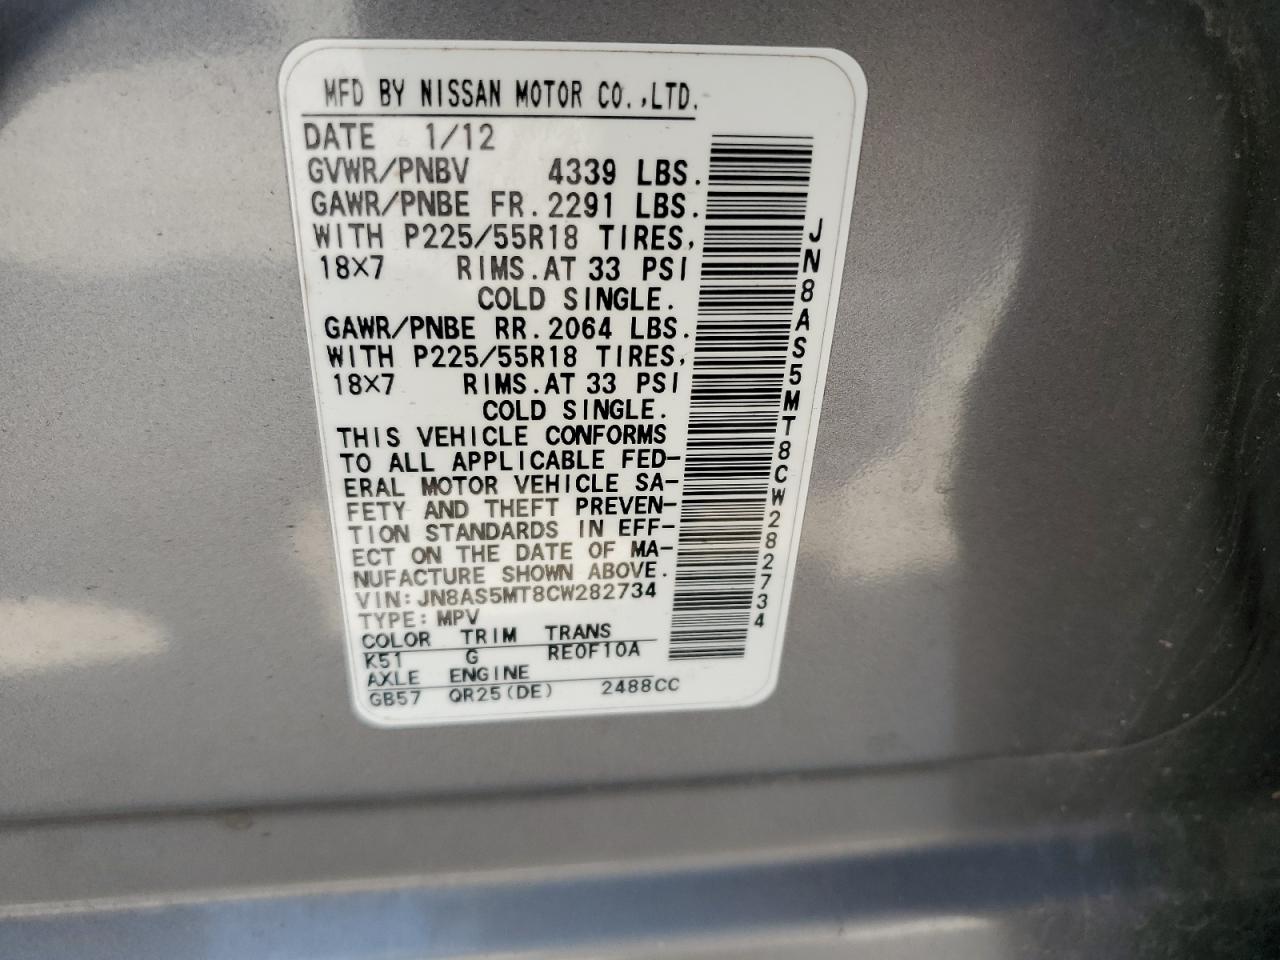 MFD BY NISSAN MOTOR CO.,LTD.
DATE 1/12
GVWR/PNBV 4339 LBS.
GAWR/PNBE FR.2291 LBS.
WITH P225/55R18 TIRES,
18X7 RIMS.AT 33 PSI
COLD SINGLE.
GAWR/PNBE RR.2064 LBS.
WITH P225/55R18 TIRES,
18X7 RIMS.AT 33 PSI
COLD SINGLE.
THIS VEHICLE CONFORMS
TO ALL APPLICABLE FED-
ERAL MOTOR VEHICLE SA-
FETY AND THEFT PREVEN-
TION STANDARDS IN EFF-
ECT ON THE DATE OF MA-
NUFACTURE SHOWN ABOVE.
VIN:JN8AS5MT8CW282734
TYPE:MPV
COLOR TRIM TRANS
K51 G RE0F10A
AXLE ENGINE
GB57 QR25(DE) 2488CC
JN8AS5MT8CW282734